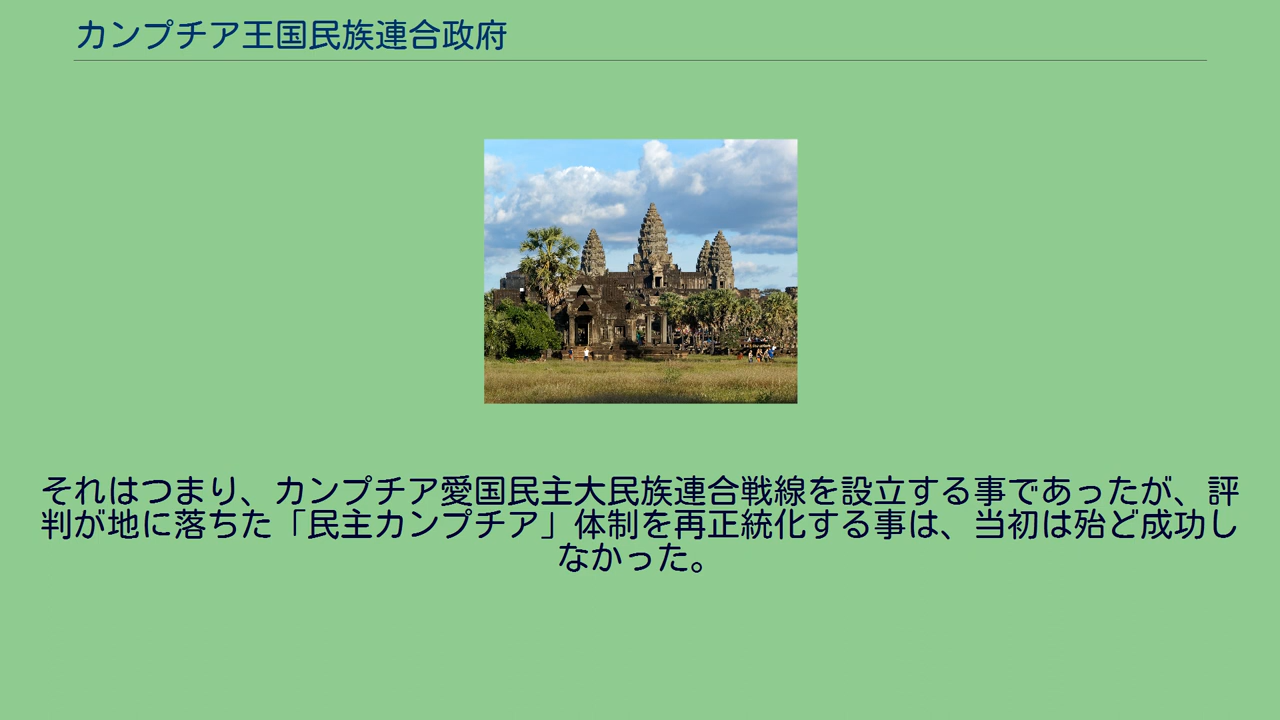 カンプチア王国民族連合政府
それはつまり、カンプチア愛国民主大民族連合戦線を設立する事であったが、評
判が地に落ちた「民主カンプチア」体制を再正統化する事は、当初は殆ど成功し
なかった。